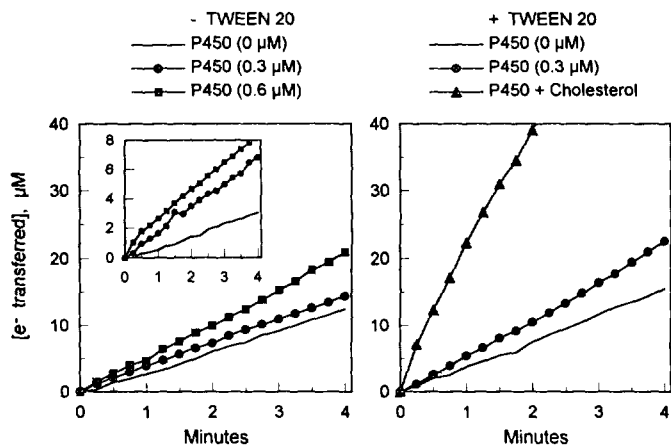 - TWEEN 20
P450 (0 µM)
P450 (0.3 µM)
P450 (0.6 µM)
+ TWEEN 20
P450 (0 µM)
P450 (0.3 µM)
P450 + Cholesterol
[e⁻ transferred], µM
40
30
20
10
0
8
6
4
2
0
0 1 2 3 4
0 1 2 3 4
Minutes
40
30
20
10
0
0 1 2 3 4
Minutes